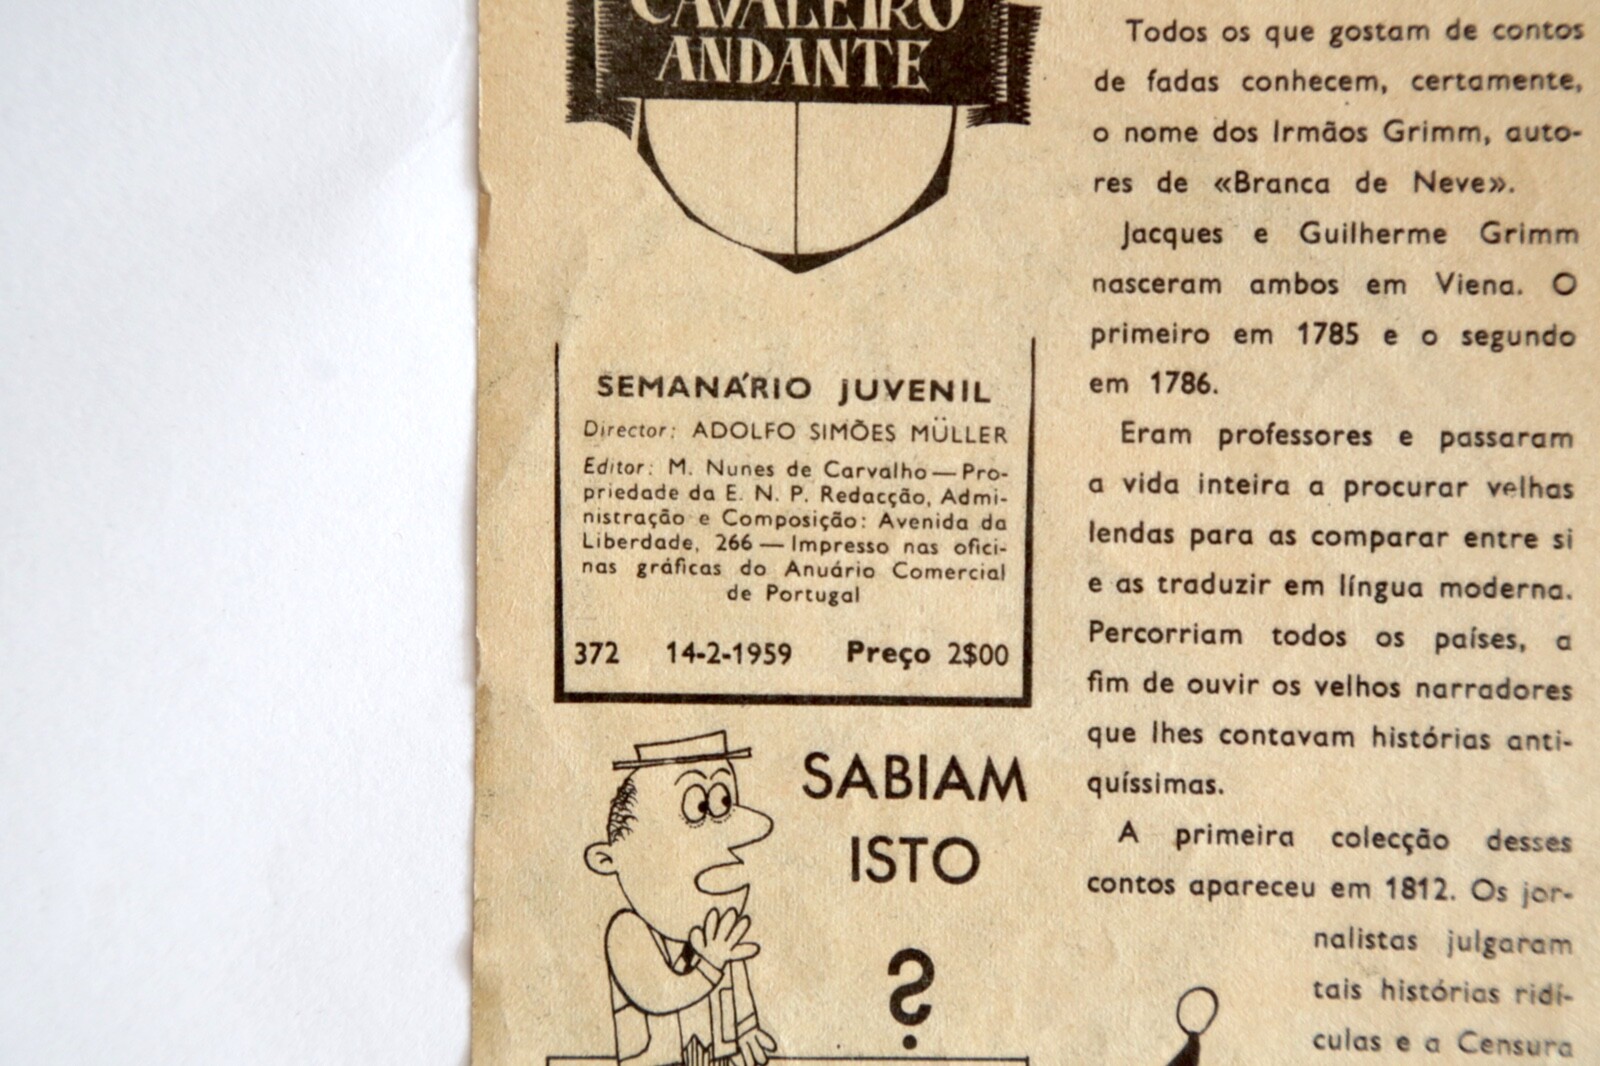 CAVALEIRO
ANDANTE
SEMANÁRIO JUVENIL
Director: ADOLFO SIMÕES MÜLLER
Editor: M. Nunes de Carvalho — Pro-
priedade da E. N. P. Redacção, Admi-
nistração e Composição: Avenida da
Liberdade, 266 — Impresso nas ofici-
nas gráficas do Anuário Comercial
de Portugal
372 14-2-1959 Preço 2$00
SABIAM
ISTO
?
Todos os que gostam de contos
de fadas conhecem, certamente,
o nome dos Irmãos Grimm, auto-
res de «Branca de Neve».
Jacques e Guilherme Grimm
nasceram ambos em Viena. O
primeiro em 1785 e o segundo
em 1786.
Eram professores e passaram
a vida inteira a procurar velhas
lendas para as comparar entre si
e as traduzir em língua moderna.
Percorriam todos os países, a
fim de ouvir os velhos narradores
que lhes contavam histórias anti-
quíssimas.
A primeira colecção desses
contos apareceu em 1812. Os jor-
nalistas julgaram
tais histórias ridí-
culas e a Censura